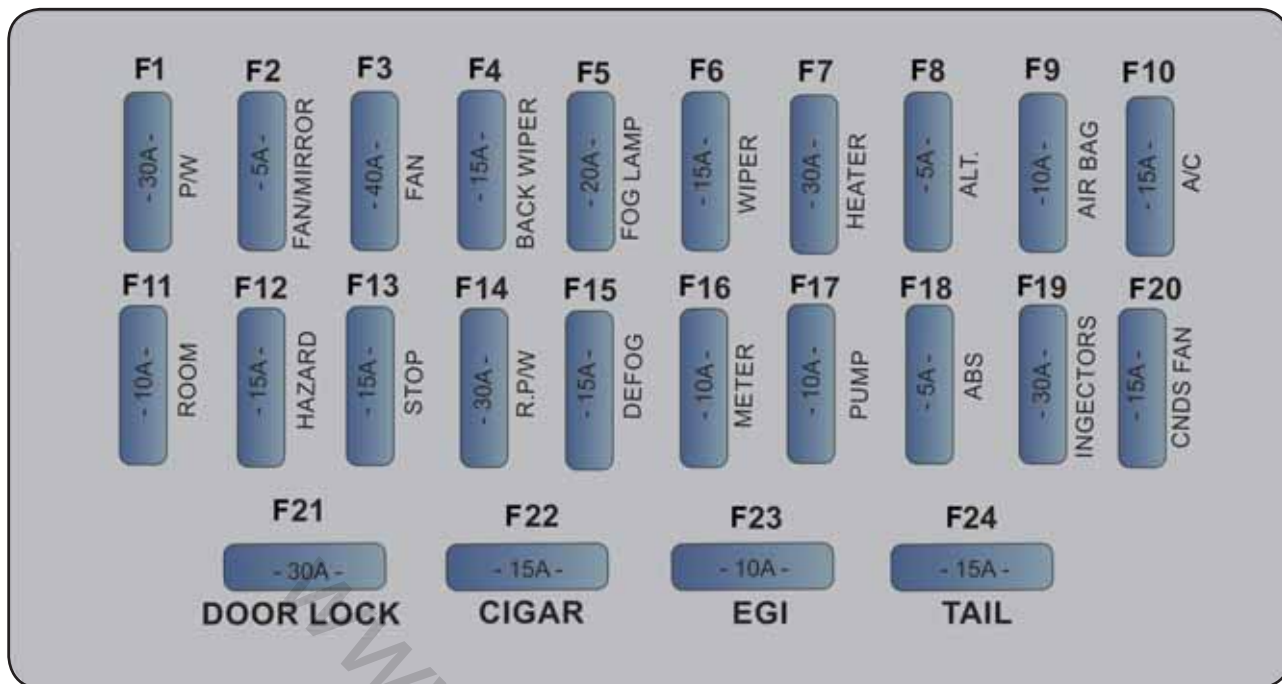 F1 F2 F3 F4 F5 F6 F7 F8 F9 F10
- 30A - P/W - 5A - FAN/MIRROR - 40A - FAN - 15A - BACK WIPER - 20A - FOG LAMP - 15A - WIPER - 30A - HEATER - 5A - ALT. - 10A - AIR BAG - 15A - A/C
F11 F12 F13 F14 F15 F16 F17 F18 F19 F20
- 10A - ROOM - 15A - HAZARD - 15A - STOP - 30A - R.P/W - 15A - DEFOG - 10A - METER - 10A - PUMP - 5A - ABS - 30A - INGECTORS - 15A - CNDS FAN
F21 F22 F23 F24
- 30A - - 15A - - 10A - - 15A -
DOOR LOCK CIGAR EGI TAIL